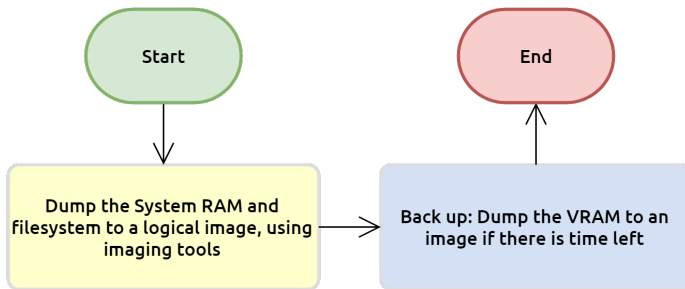 Start
Dump the System RAM and
filesystem to a logical image, using
imaging tools
Back up: Dump the VRAM to an
image if there is time left
End